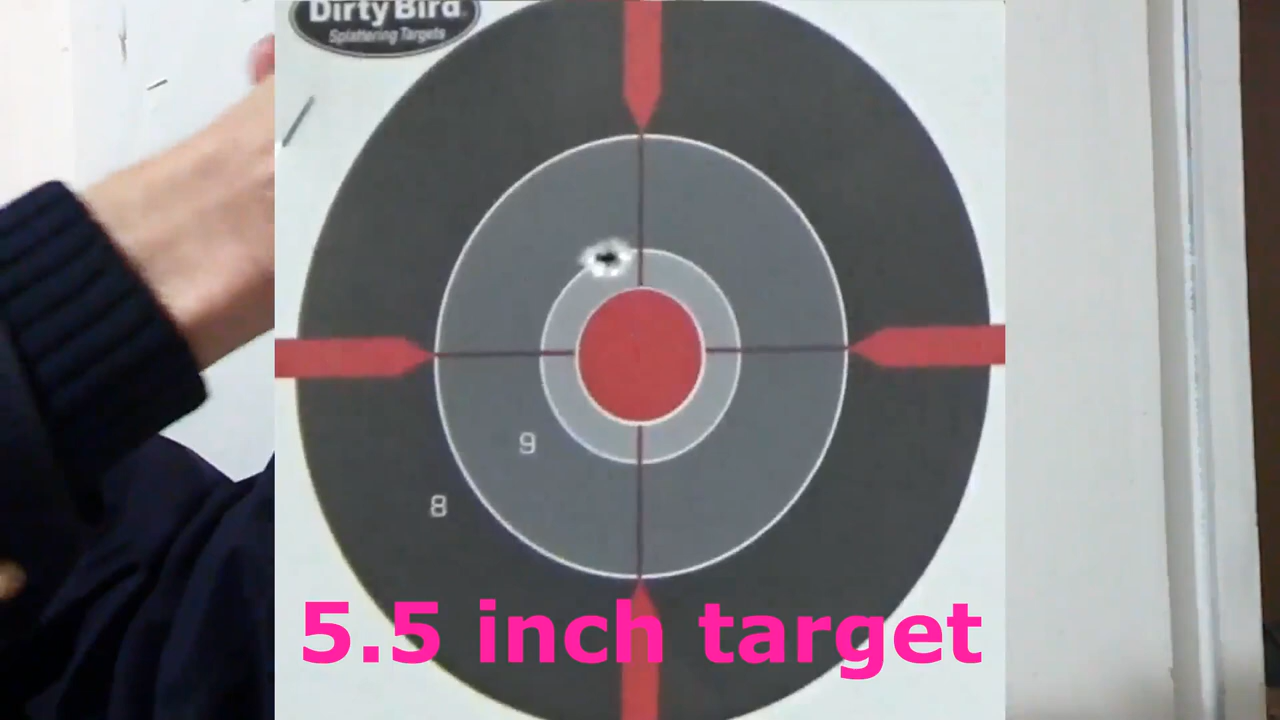 Dirty Bird
Splattering Targets
9
8
5.5 inch target